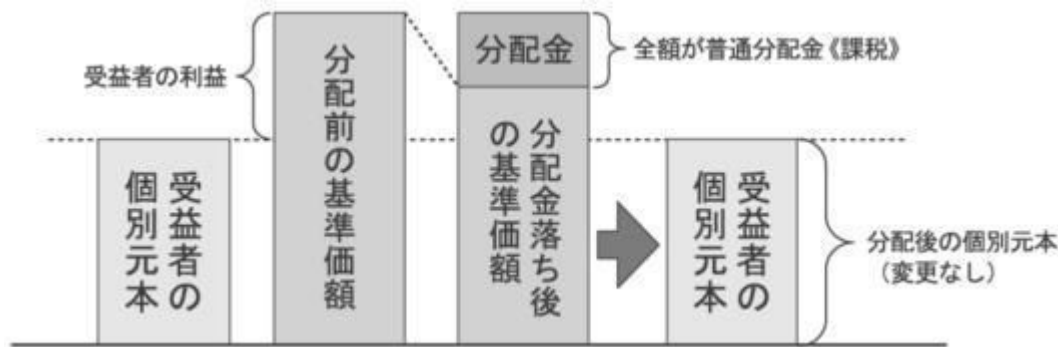 受益者の利益
受益者の
個別元本
分配前の基準価額
分配金
全額が普通分配金《課税》
分配金落ち後
の基準価額
受益者の
個別元本
分配後の個別元本
(変更なし)